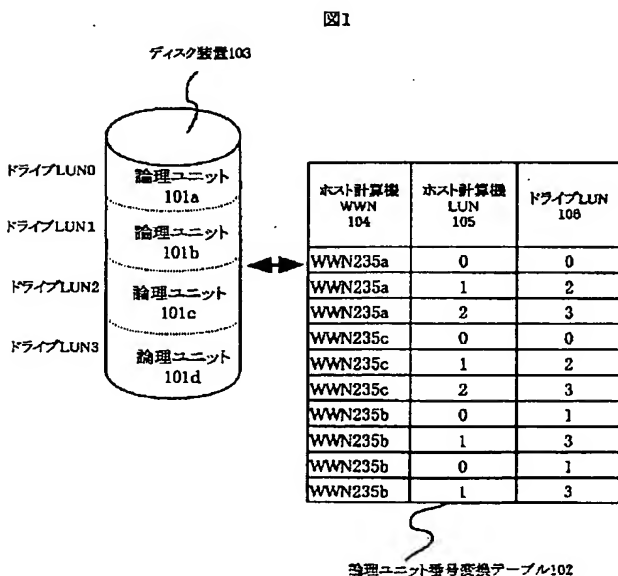 図1
ディスク装置103
ドライブLUN0
論理ユニット
101a
ドライブLUN1
論理ユニット
101b
ドライブLUN2
論理ユニット
101c
ドライブLUN3
論理ユニット
101d
ホスト計算機
WWN
104
ホスト計算機
LUN
105
ドライブLUN
106
WWN235a 0 0
WWN235a 1 2
WWN235a 2 3
WWN235c 0 0
WWN235c 1 2
WWN235c 2 3
WWN235b 0 1
WWN235b 1 3
WWN235b 0 1
WWN235b 1 3
論理ユニット番号変換テーブル102